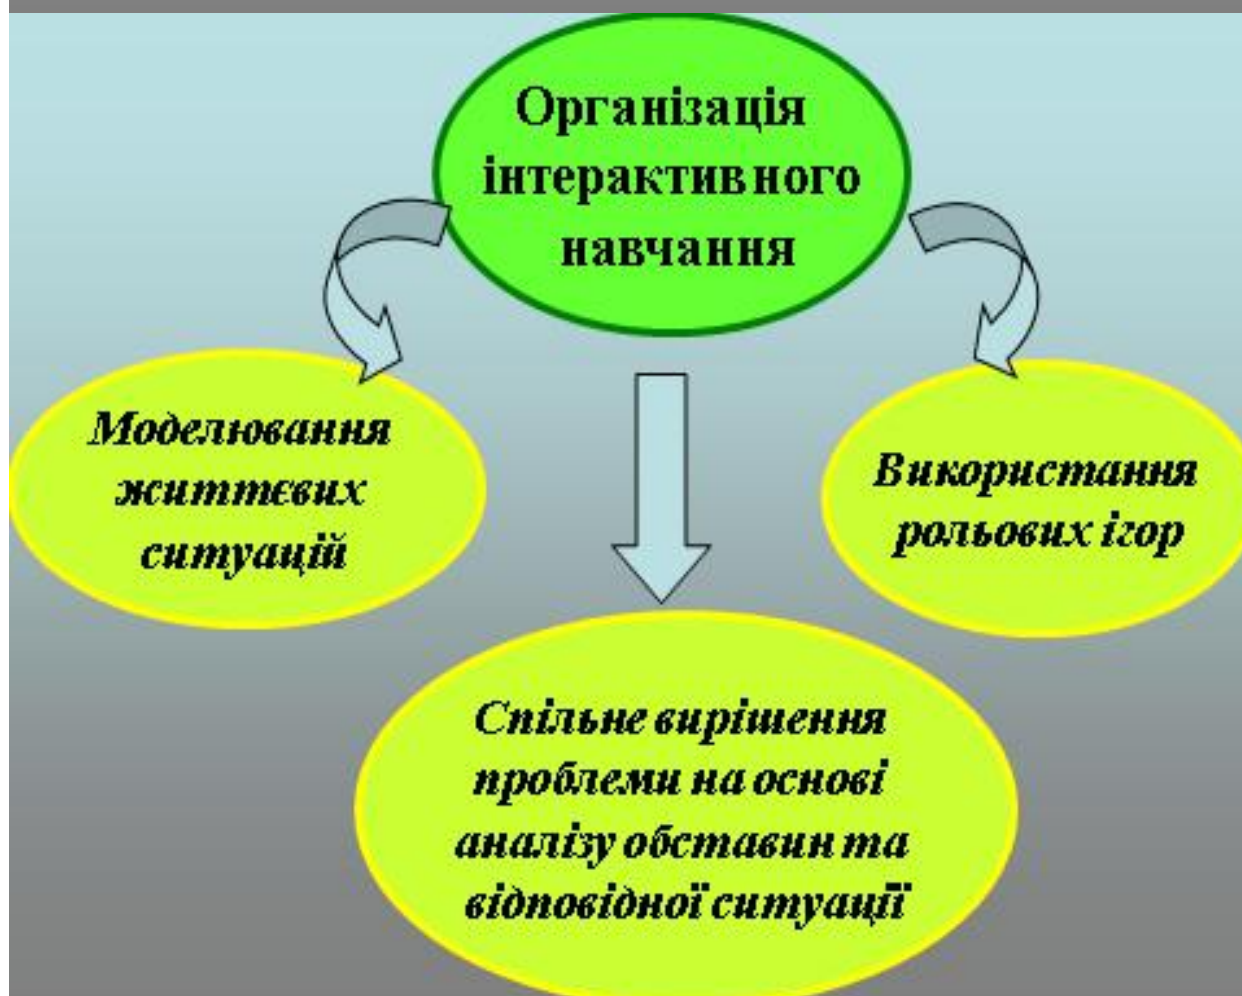 Організація
інтерактивного
навчання
Моделювання
життєвих
ситуацій
Використання
рольових ігор
Спільне вирішення
проблеми на основі
аналізу обставин та
відповідної ситуації